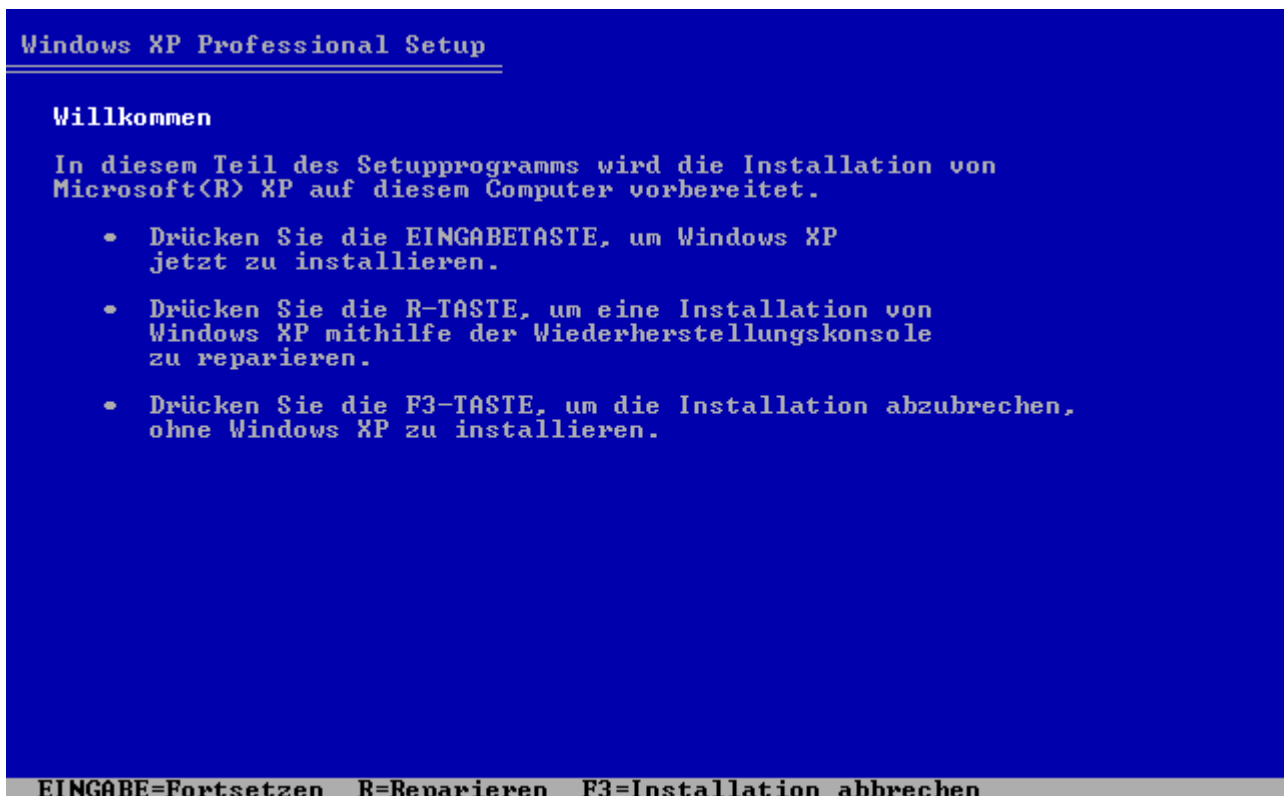 Windows XP Professional Setup
Willkommen
In diesem Teil des Setupprogramms wird die Installation von
Microsoft(R) XP auf diesem Computer vorbereitet.
• Drücken Sie die EINGABETASTE, um Windows XP
jetzt zu installieren.
• Drücken Sie die R-TASTE, um eine Installation von
Windows XP mithilfe der Wiederherstellungskonsole
zu reparieren.
• Drücken Sie die F3-TASTE, um die Installation abzubrechen,
ohne Windows XP zu installieren.
EINGABE=Fortsetzen R=Reparieren F3=Installation abbrechen